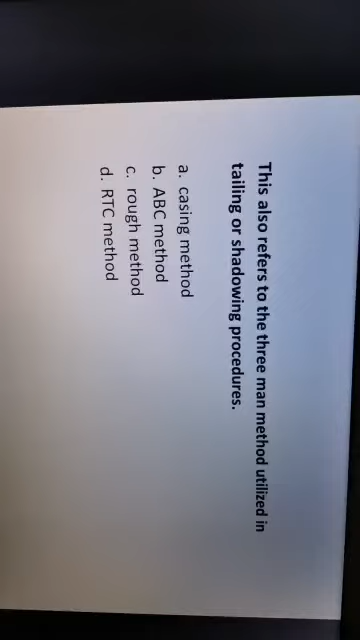 This also refers to the three man method utilized in
tailing or shadowing procedures.
a. casing method
b. ABC method
c. rough method
d. RTC method